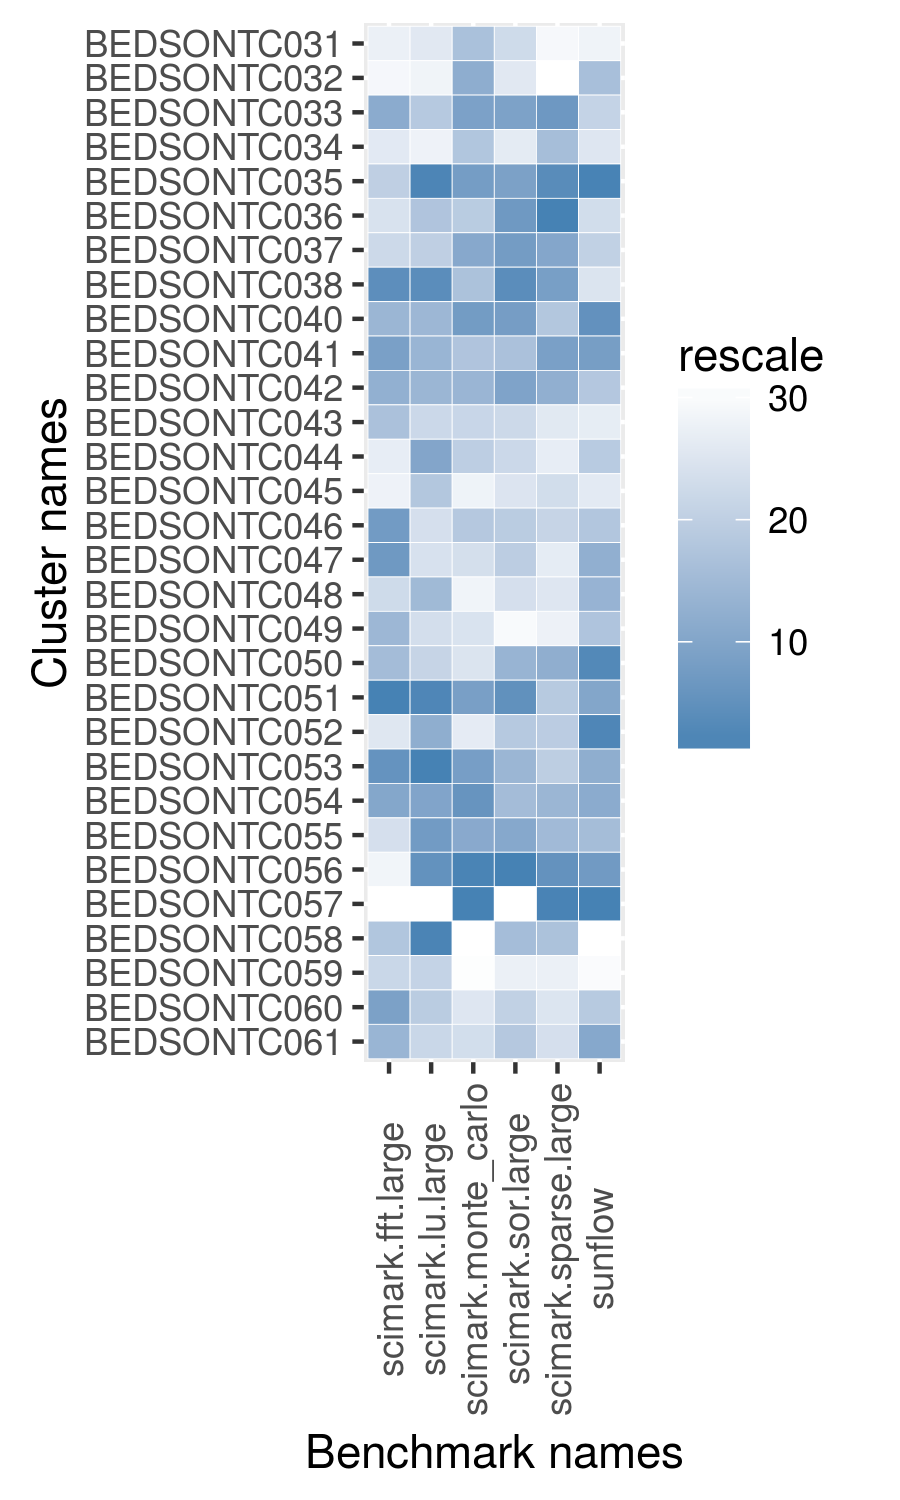 BEDSONTC031
BEDSONTC032
BEDSONTC033
BEDSONTC034
BEDSONTC035
BEDSONTC036
BEDSONTC037
BEDSONTC038
BEDSONTC040
BEDSONTC041
BEDSONTC042
BEDSONTC043
BEDSONTC044
BEDSONTC045
BEDSONTC046
BEDSONTC047
BEDSONTC048
BEDSONTC049
BEDSONTC050
BEDSONTC051
BEDSONTC052
BEDSONTC053
BEDSONTC054
BEDSONTC055
BEDSONTC056
BEDSONTC057
BEDSONTC058
BEDSONTC059
BEDSONTC060
BEDSONTC061
Cluster names
rescale
30
20
10
scimark.fft.large
scimark.lu.large
scimark.monte_carlo
scimark.sor.large
scimark.sparse.large
sunflow
Benchmark names